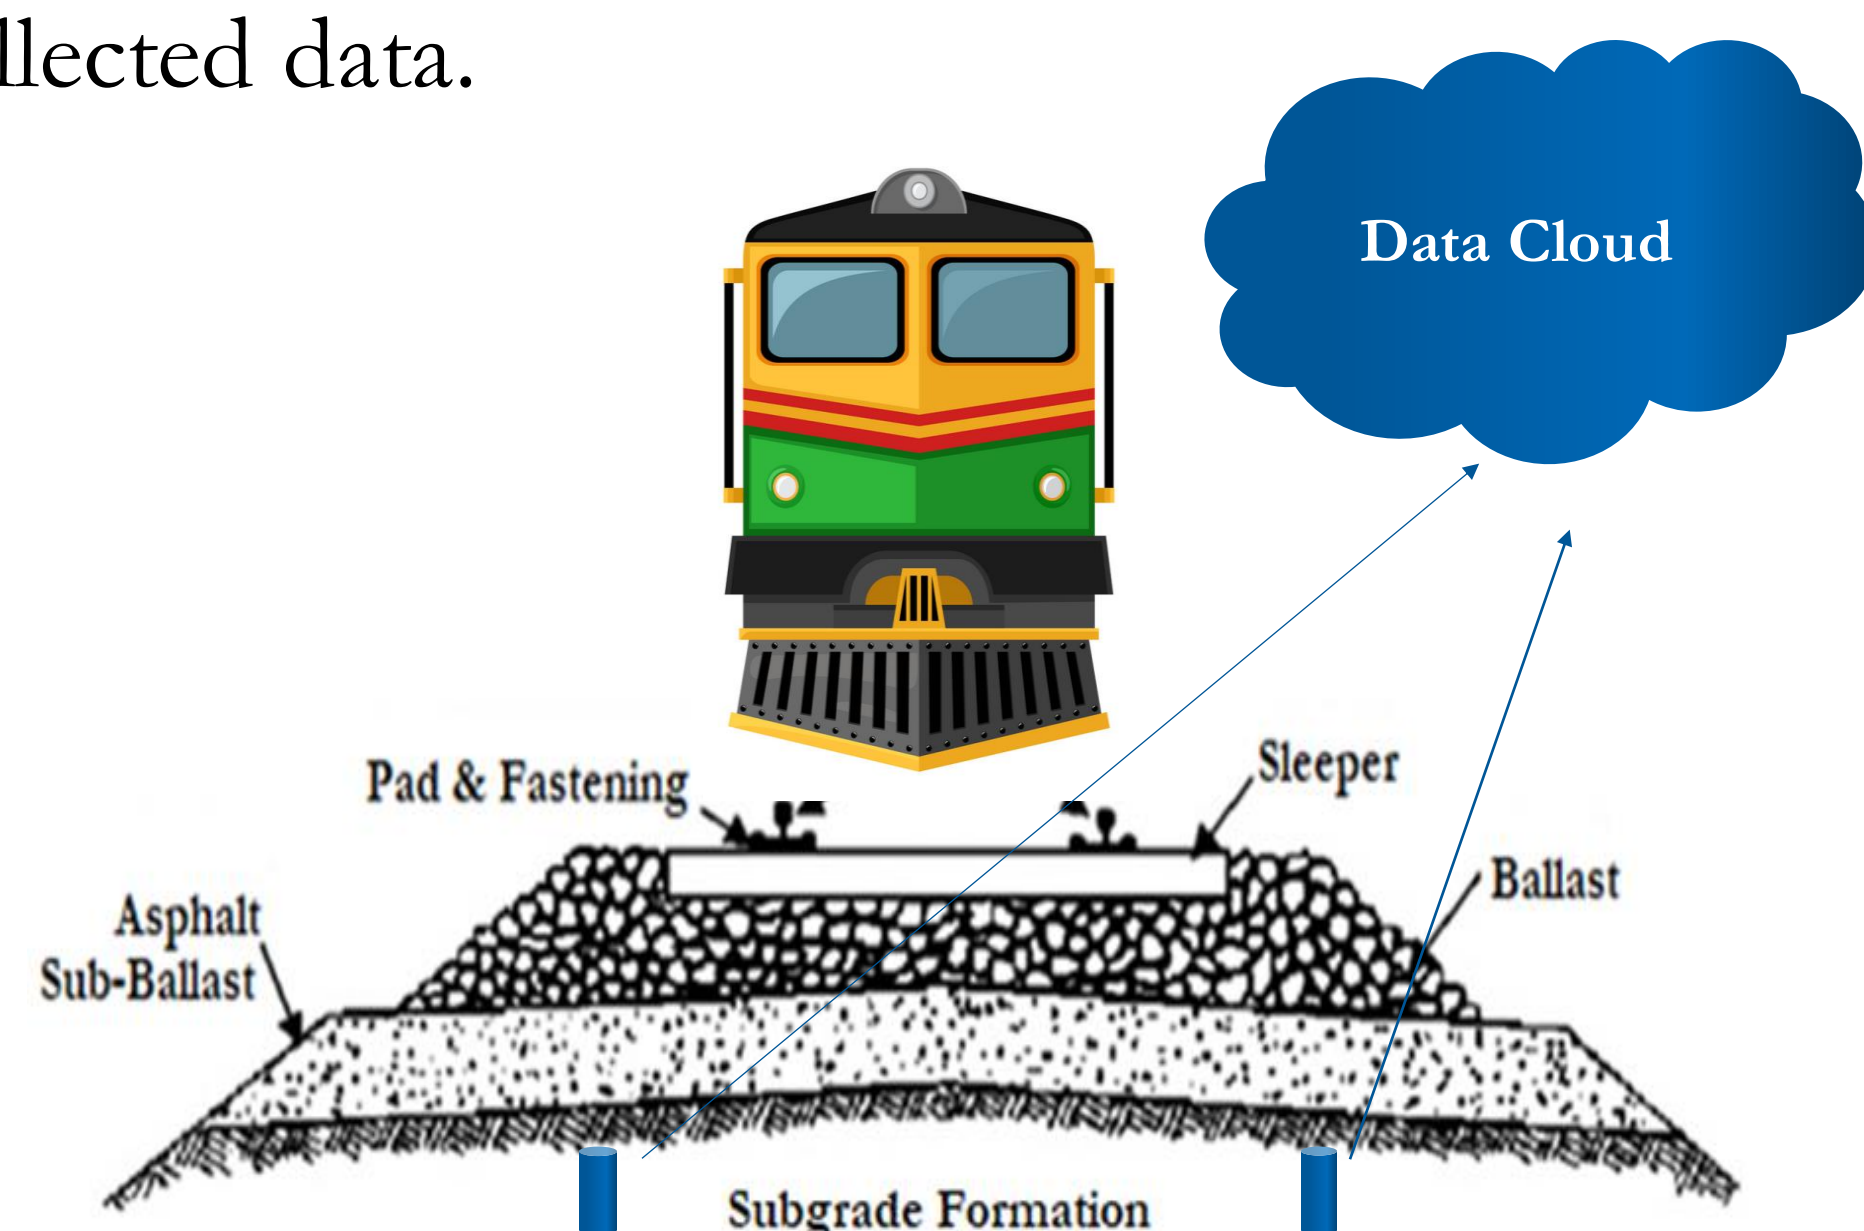 llected data.
Data Cloud
Pad & Fastening
Sleeper
Ballast
Asphalt
Sub-Ballast
Subgrade Formation